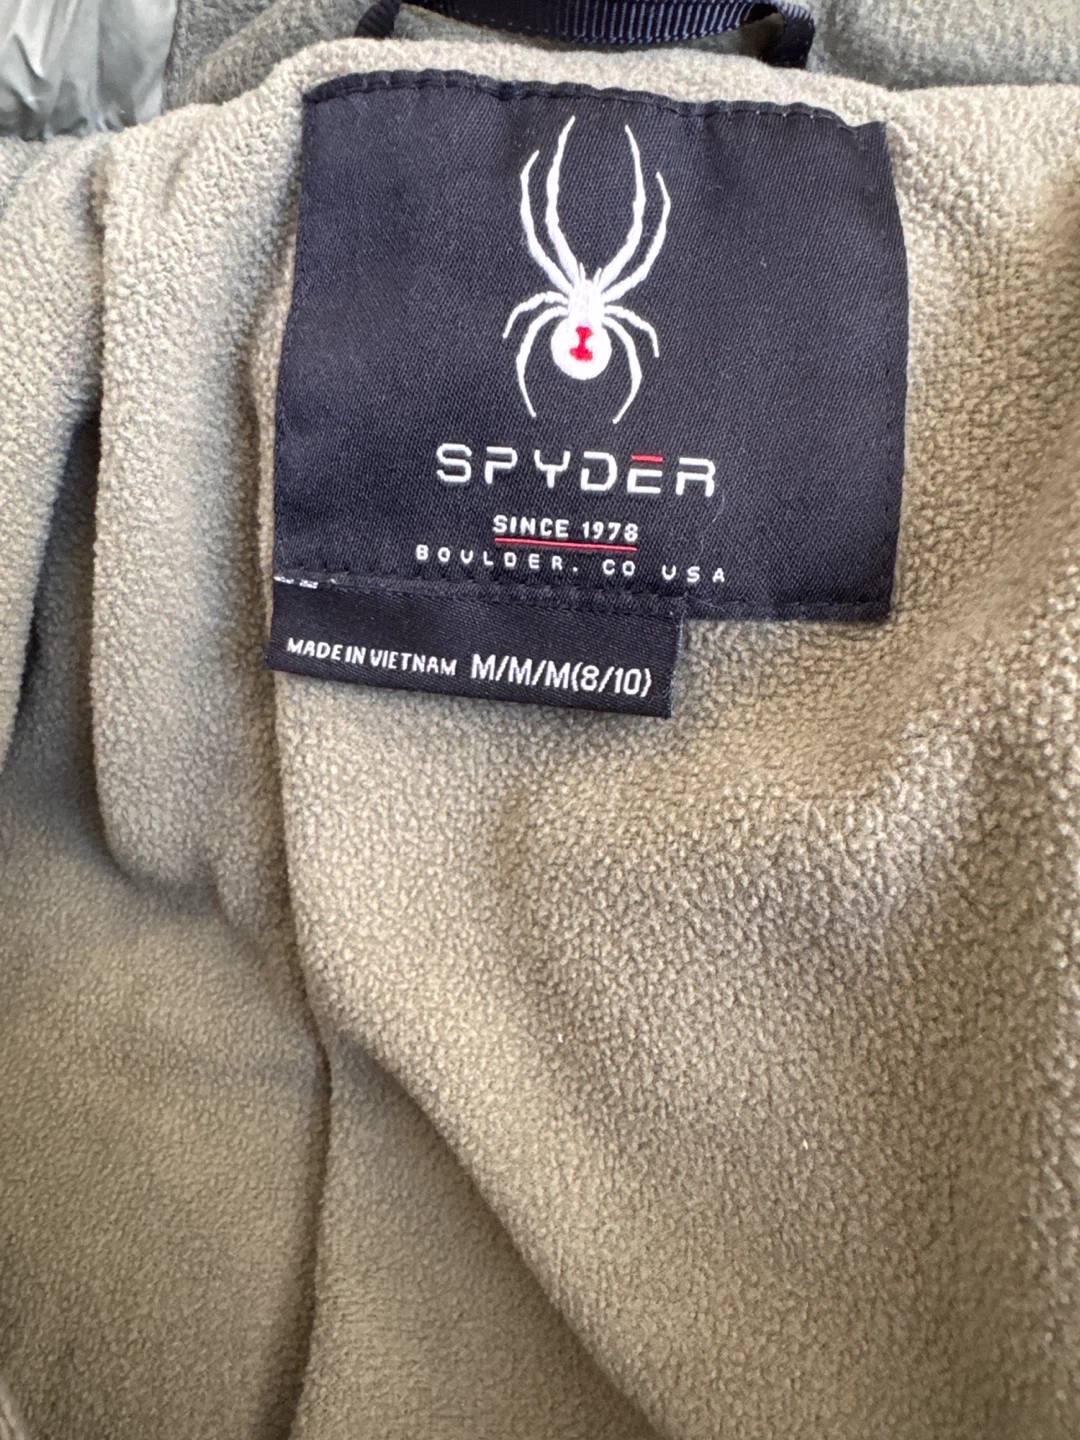 SPYDER
SINCE 1978
BOULDER. CO USA
MADE IN VIETNAM M/M/M(8/10)